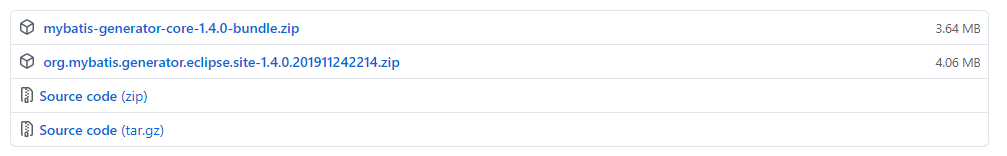 mybatis-generator-core-1.4.0-bundle.zip 3.64 MB
org.mybatis.generator.eclipse.site-1.4.0.201911242214.zip 4.06 MB
Source code (zip)
Source code (tar.gz)